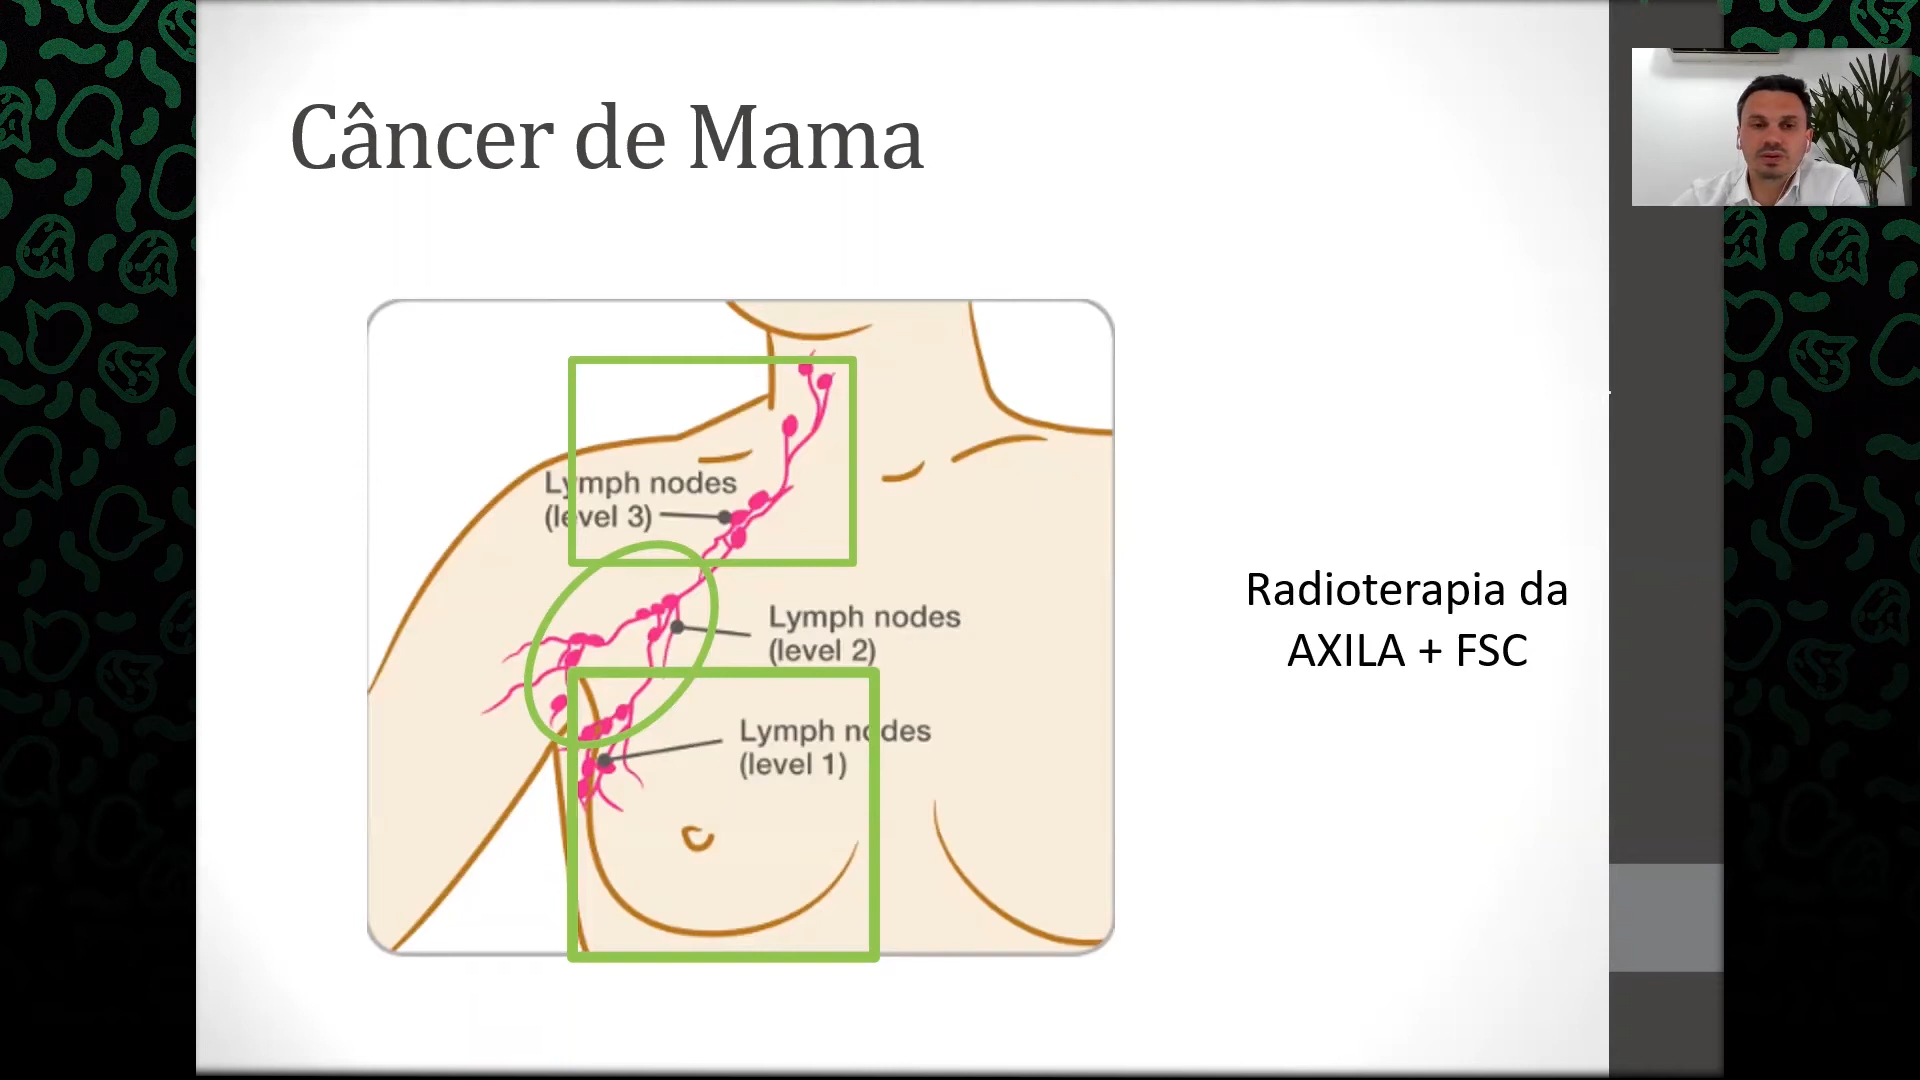 Câncer de Mama
Lymph nodes
(level 3)
Lymph nodes
(level 2)
Lymph nodes
(level 1)
Radioterapia da
AXILA + FSC